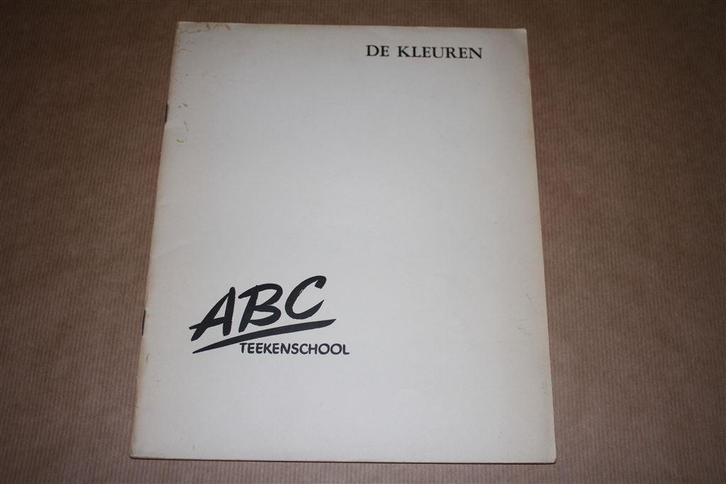 DE KLEUREN
ABC
TEEKENSCHOOL